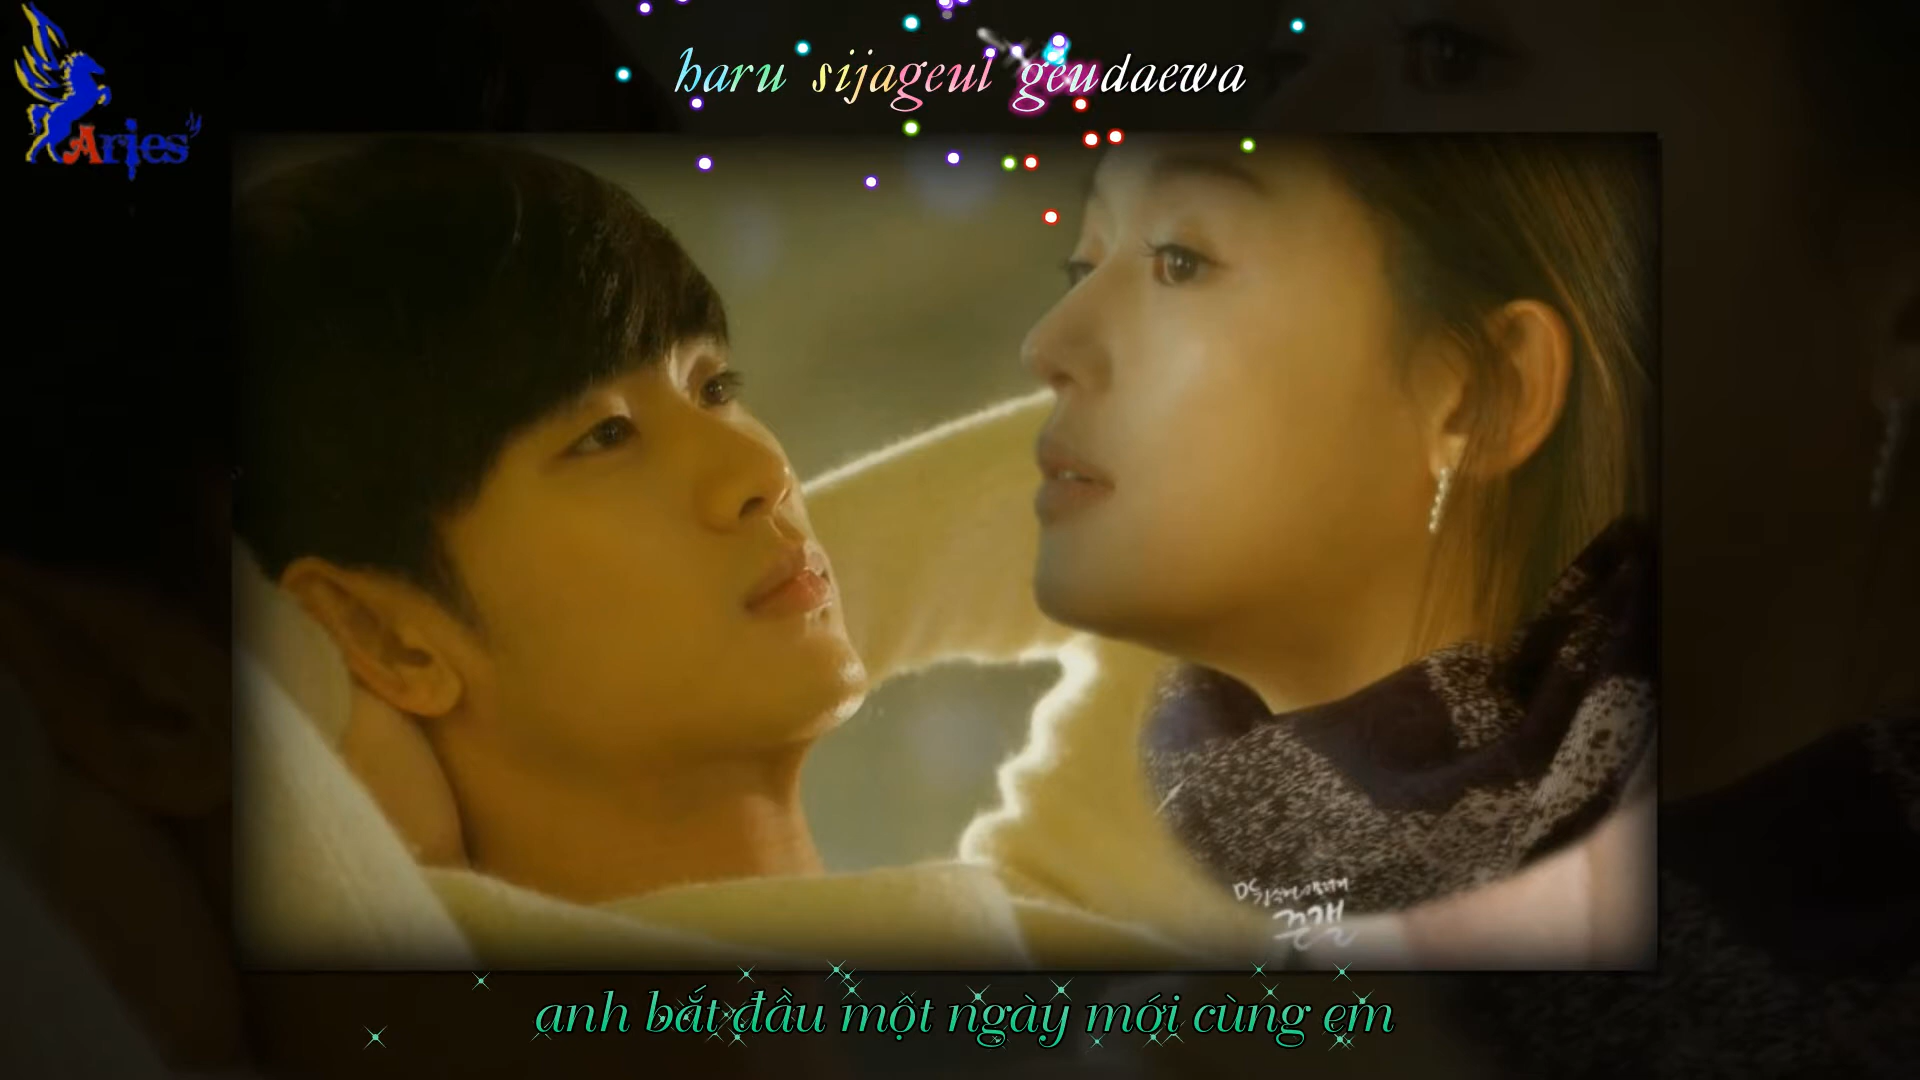 haru sijageul geudaewa
Aries
anh bắt đầu một ngày mới cùng em